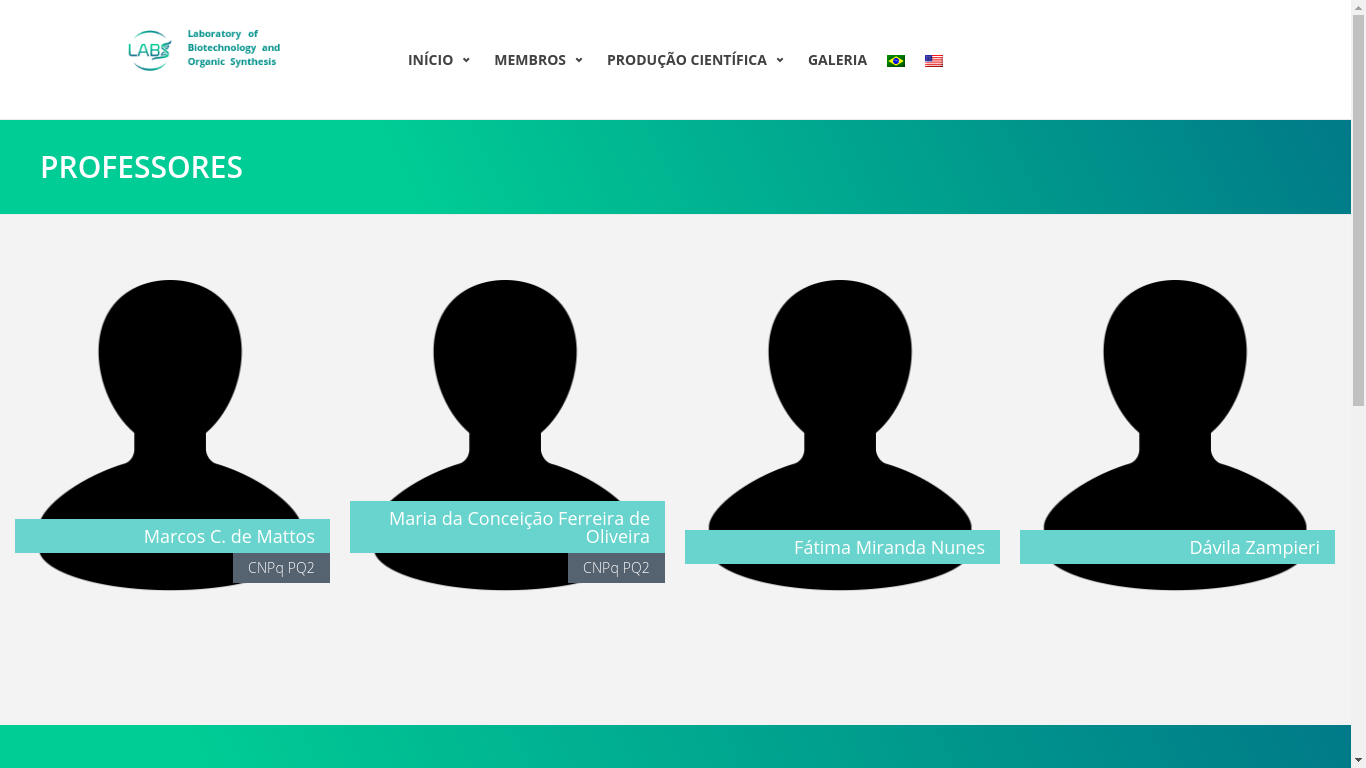 LABS
Laboratory of
Biotechnology and
Organic Synthesis
INÍCIO
MEMBROS
PRODUÇÃO CIENTÍFICA
GALERIA
PROFESSORES
Marcos C. de Mattos
CNPq PQ2
Maria da Conceição Ferreira de
Oliveira
CNPq PQ2
Fátima Miranda Nunes
Dávila Zampieri